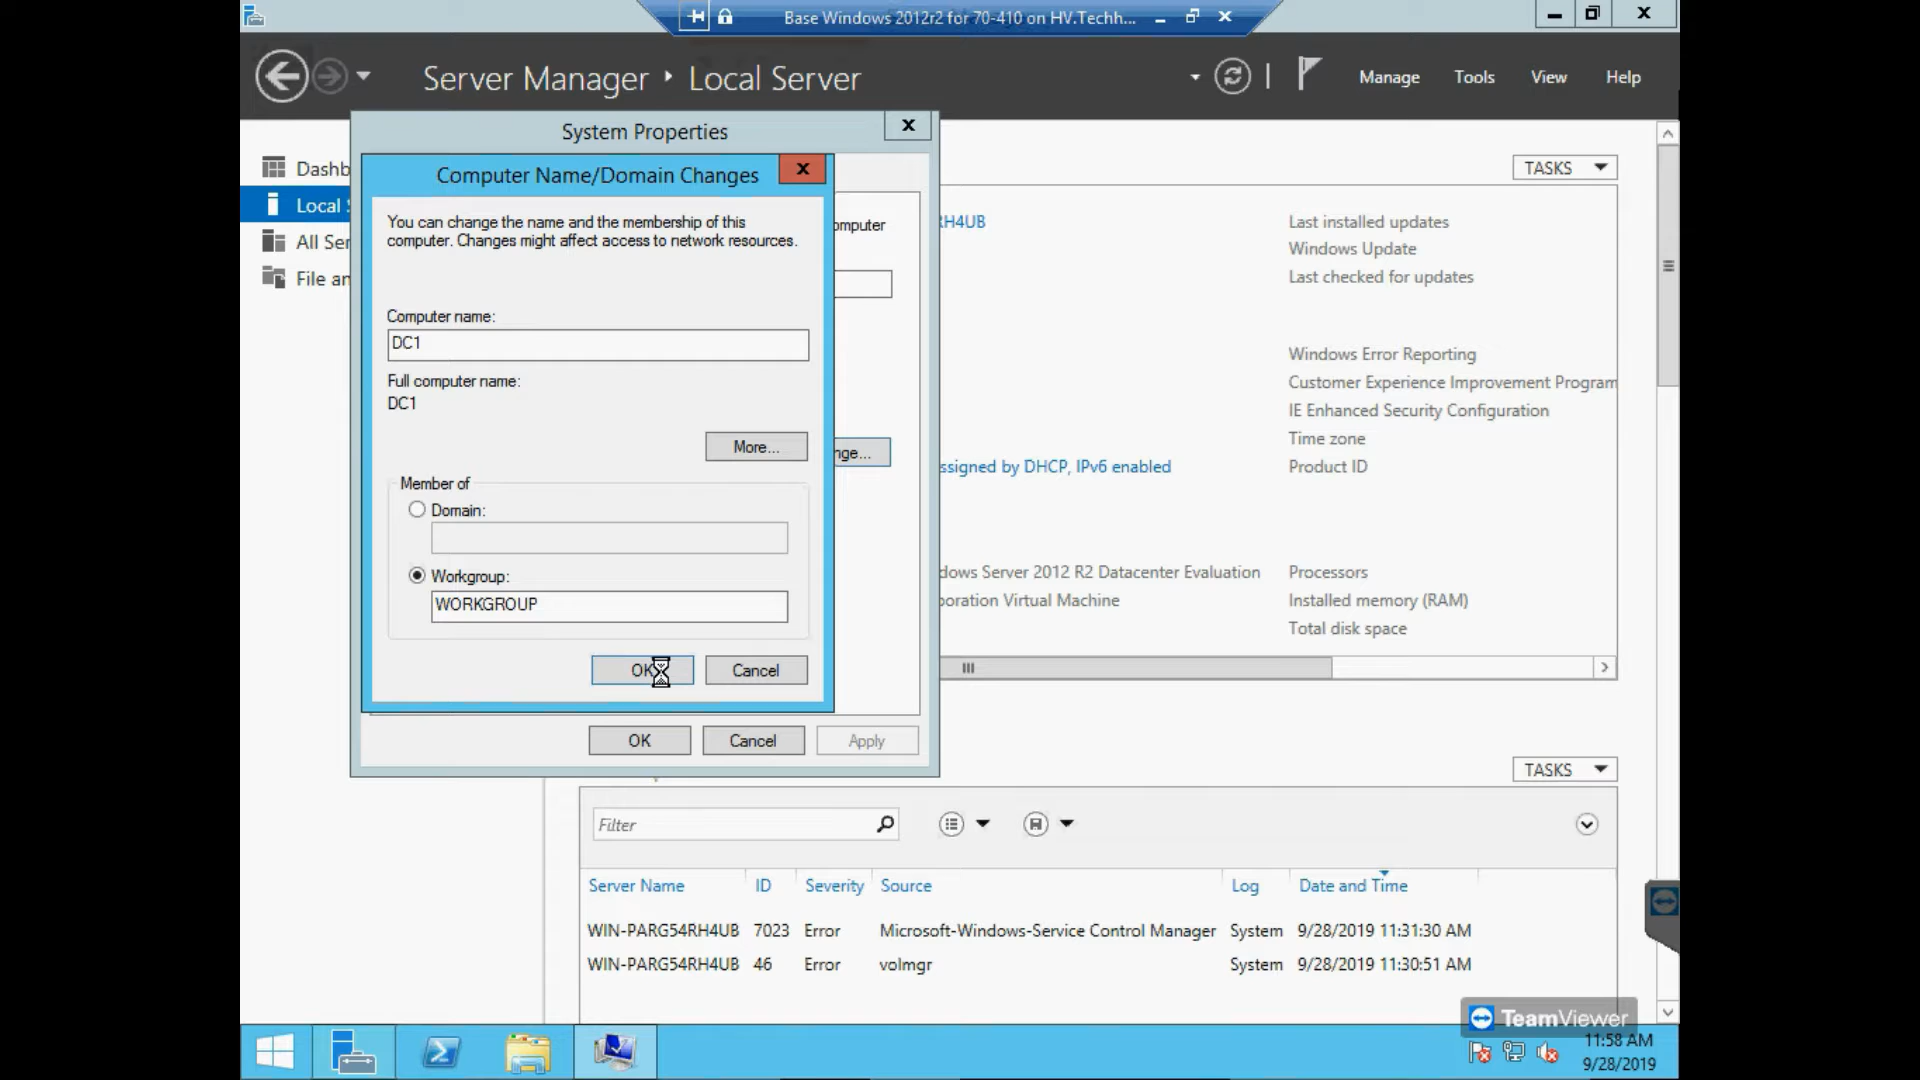 Base Windows 2012r2 for 70-410 on HV.Techh...
Server Manager
Local Server
Manage
Tools
View
Help
System Properties
Computer Name/Domain Changes
TASKS
Dashb
Local
All Ser
File an
You can change the name and the membership of this
computer. Changes might affect access to network resources.
omputer
RH4UB
Last installed updates
Windows Update
Last checked for updates
Computer name:
DC1
Full computer name:
DC1
More...
nge...
Windows Error Reporting
Customer Experience Improvement Program
IE Enhanced Security Configuration
Time zone
ssigned by DHCP, IPv6 enabled
Product ID
Member of
Domain:
Workgroup:
WORKGROUP
dows Server 2012 R2 Datacenter Evaluation
Processors
poration Virtual Machine
Installed memory (RAM)
Total disk space
OK
Cancel
OK
Cancel
Apply
TASKS
Filter
Server Name ID Severity Source Log Date and Time
WIN-PARG54RH4UB 7023 Error Microsoft-Windows-Service Control Manager System 9/28/2019 11:31:30 AM
WIN-PARG54RH4UB 46 Error volmgr System 9/28/2019 11:30:51 AM
TeamViewer
11:58 AM
9/28/2019